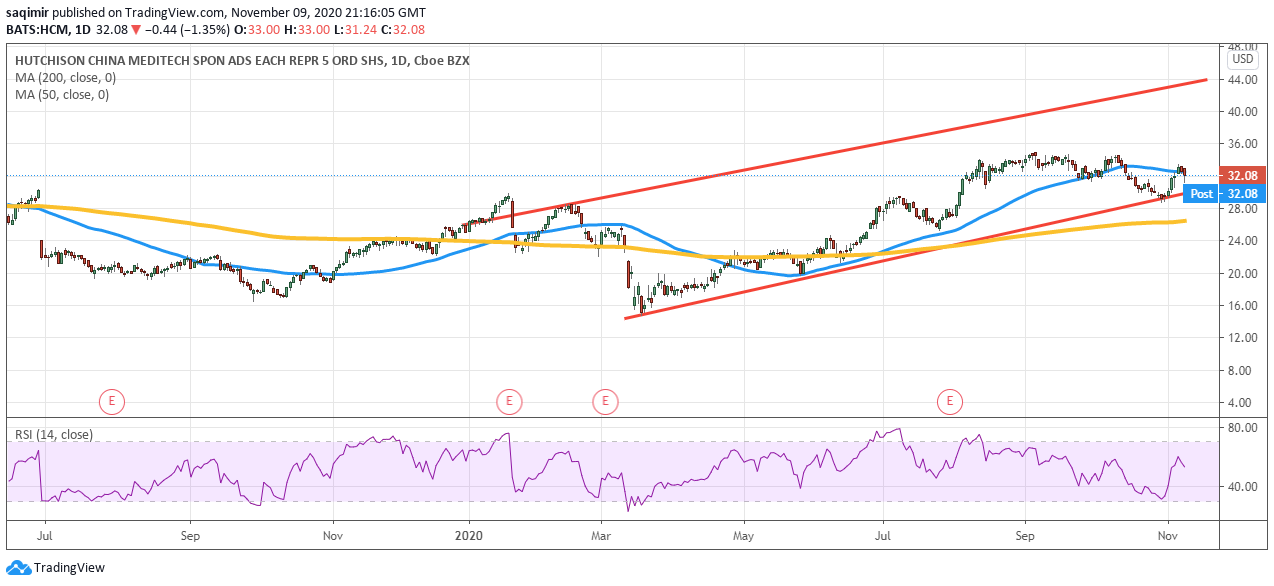 saqimir published on TradingView.com, November 09, 2020 21:16:05 GMT
BATS:HCM, 1D 32.08 ▼ −0.44 (−1.35%) O:33.00 H:33.00 L:31.24 C:32.08
HUTCHISON CHINA MEDITECH SPON ADS EACH REPR 5 ORD SHS, 1D, Cboe BZX
MA (200, close, 0)
MA (50, close, 0)
48.00
USD
44.00
40.00
36.00
32.08
Post 32.08
28.00
24.00
20.00
16.00
12.00
8.00
4.00
E E E E
RSI (14, close)
80.00
40.00
Jul Sep Nov 2020 Mar May Jul Sep Nov
TradingView